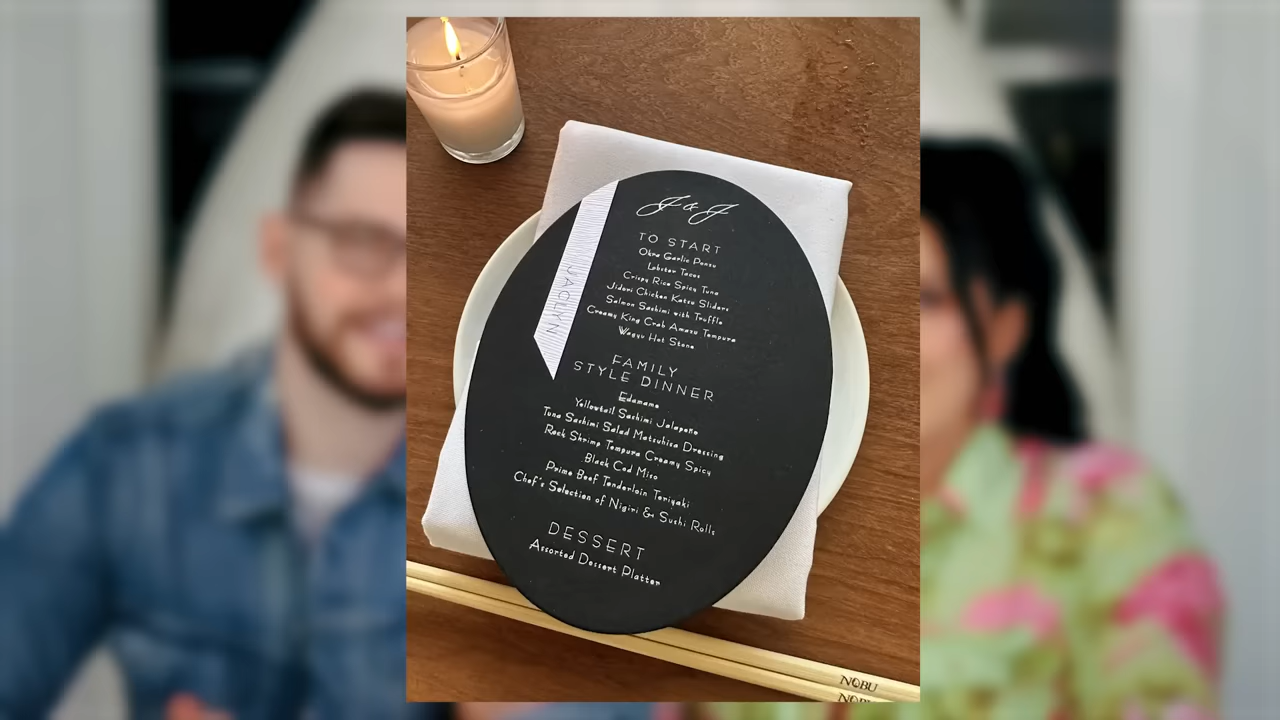 J & J
TO START
Okra Garlic Ponzu
Lobster Tacos
Crispy Rice Spicy Tuna
Jidori Chicken Katsu Sliders
Salmon Sashimi with Truffle
Creamy King Crab Amazu Tempura
Wagyu Hot Stone
JACLYN
FAMILY
STYLE DINNER
Edamame
Yellowtail Sashimi Jalapeño
Tuna Sashimi Salad Matsuhisa Dressing
Rock Shrimp Tempura Creamy Spicy
Black Cod Miso
Prime Beef Tenderloin Teriyaki
Chef's Selection of Nigiri & Sushi Rolls
DESSERT
Assorted Dessert Platter
NOBU
NOBU